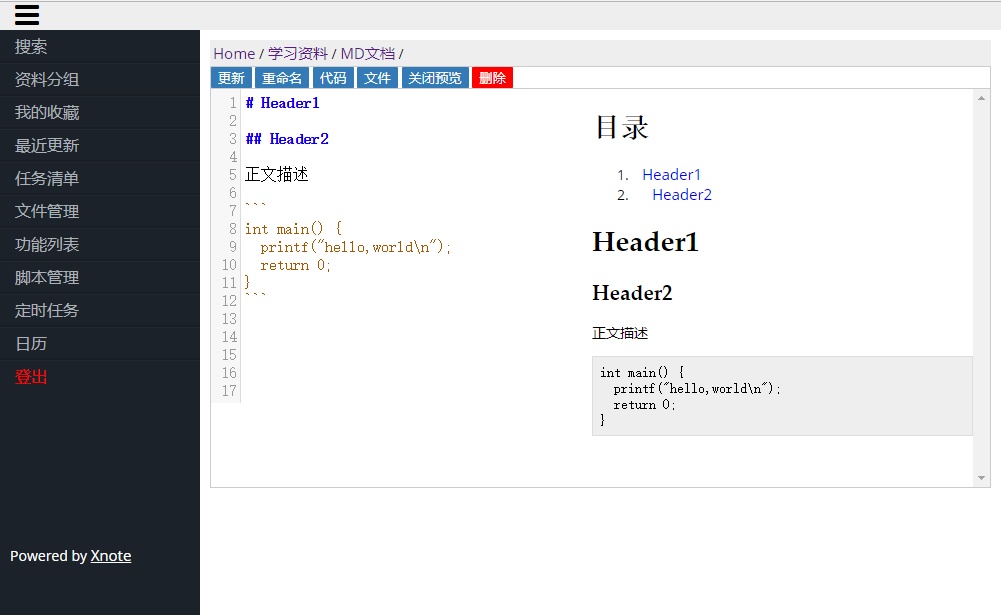 搜索
资料分组
我的收藏
最近更新
任务清单
文件管理
功能列表
脚本管理
定时任务
日历
登出
Powered by Xnote
Home / 学习资料 / MD文档 /
更新 重命名 代码 文件 关闭预览 删除
1 # Header1
2
3 ## Header2
4
5 正文描述
6
7 ```
8 int main() {
9   printf("hello,world\n");
10   return 0;
11 }
12 ```
13
14
15
16
17
目录
1. Header1
2. Header2
Header1
Header2
正文描述
int main() {
  printf("hello,world\n");
  return 0;
}